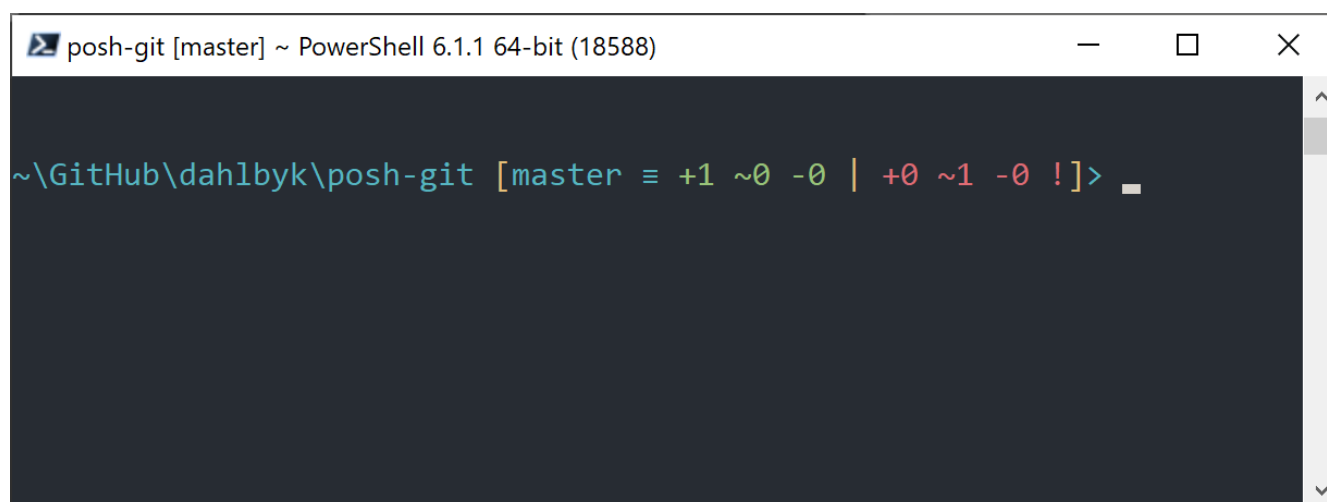 posh-git [master] ~ PowerShell 6.1.1 64-bit (18588)
~\GitHub\dahlbyk\posh-git [master ≡ +1 ~0 -0 | +0 ~1 -0 !]>